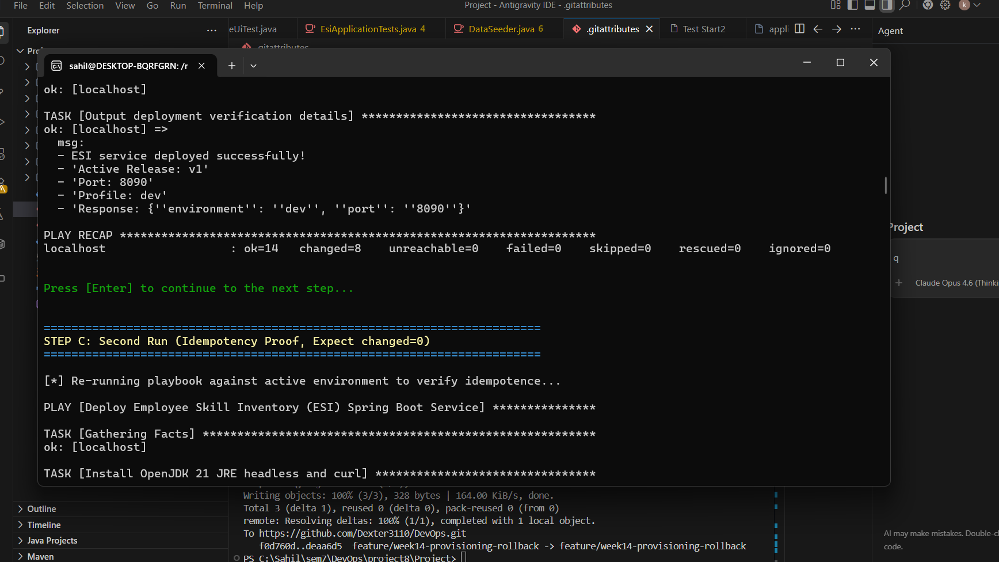 File Edit Selection View Go Run Terminal Help Project - Antigravity IDE - .gitattributes
Explorer ... eUiTest.java EsiApplicationTests.java 4 DataSeeder.java 6 .gitattributes Test Start2 appli Agent
.gitattributes
sahil@DESKTOP-BQRFGRN: /r
ok: [localhost]
TASK [Output deployment verification details] **********************************
ok: [localhost] =>
msg:
- ESI service deployed successfully!
- 'Active Release: v1'
- 'Port: 8090'
- 'Profile: dev'
- 'Response: {''environment'': ''dev'', ''port'': ''8090''}'
PLAY RECAP *********************************************************************
localhost : ok=14 changed=8 unreachable=0 failed=0 skipped=0 rescued=0 ignored=0
Press [Enter] to continue to the next step...
========================================================================
STEP C: Second Run (Idempotency Proof, Expect changed=0)
========================================================================
[*] Re-running playbook against active environment to verify idempotence...
PLAY [Deploy Employee Skill Inventory (ESI) Spring Boot Service] ***************
TASK [Gathering Facts] *********************************************************
ok: [localhost]
TASK [Install OpenJDK 21 JRE headless and curl] ********************************
Project
q
Claude Opus 4.6 (Thinki
Writing objects: 100% (3/3), 328 bytes | 164.00 KiB/s, done.
Total 3 (delta 1), reused 0 (delta 0), pack-reused 0 (from 0)
remote: Resolving deltas: 100% (1/1), completed with 1 local object.
To https://github.com/Dexter3110/DevOps.git
f0d760d..deaa6d5 feature/week14-provisioning-rollback -> feature/week14-provisioning-rollback
PS C:\Sahil\sem7\DevOps\project8\Project>
Outline
Timeline
Java Projects
Maven
AI may make mistakes. Double-c
code.